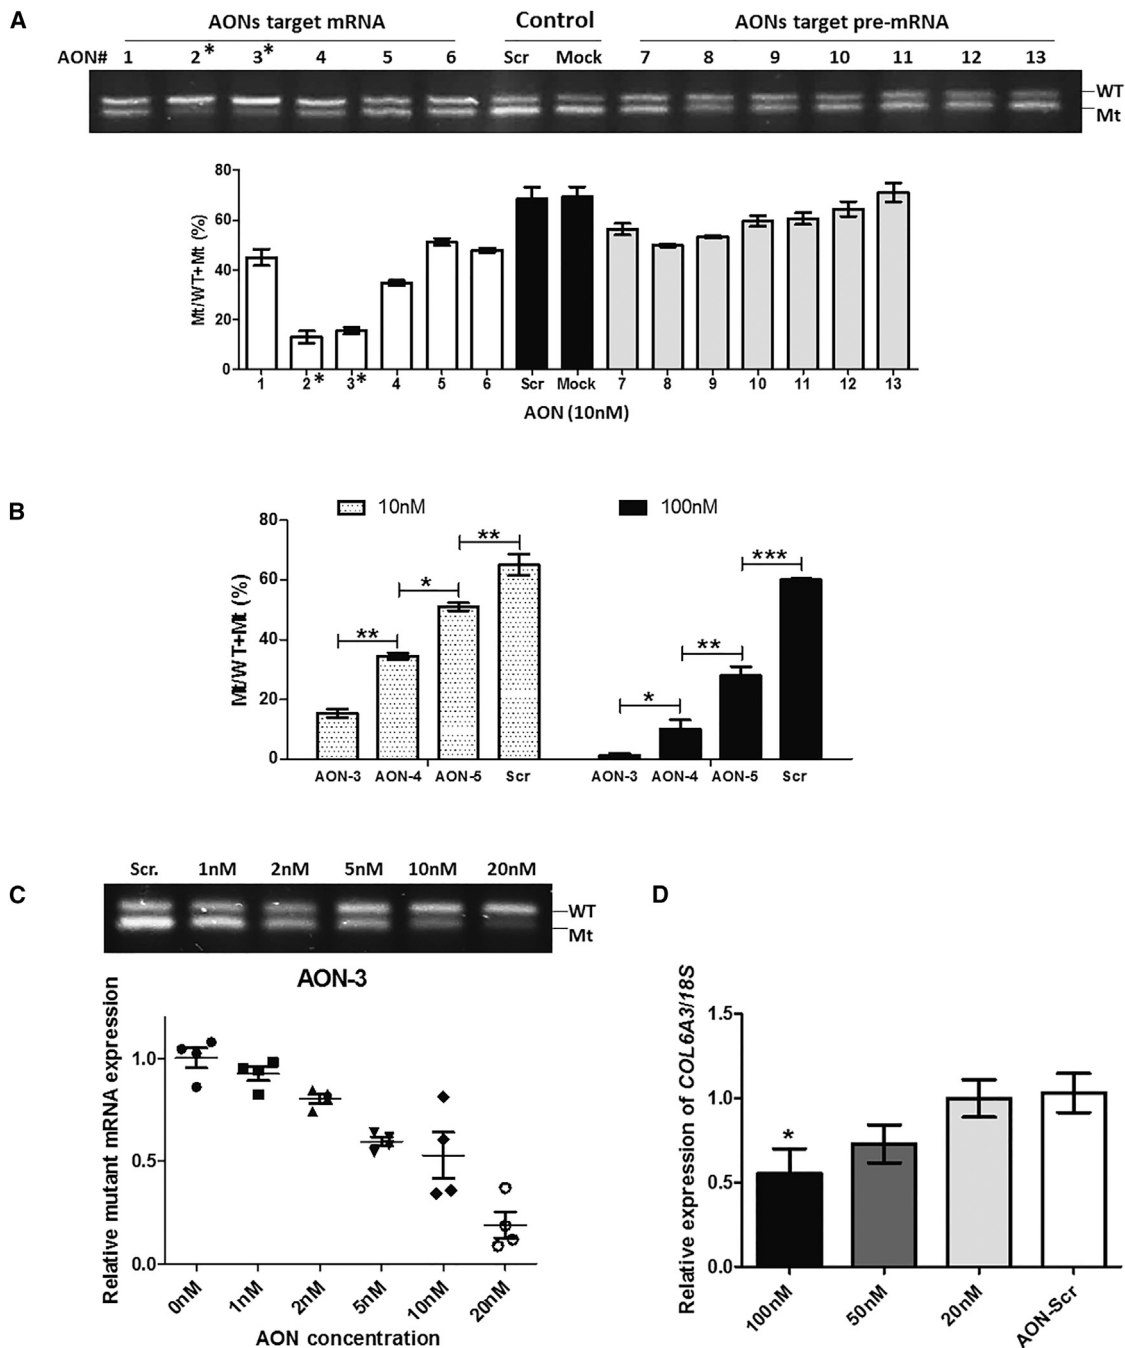 A
AONs target mRNA
Control
AONs target pre-mRNA
AON# 1 2* 3* 4 5 6 Scr Mock 7 8 9 10 11 12 13
WT
Mt
Mt/WT+Mt (%)
80
60
40
20
0
1 2* 3* 4 5 6 Scr Mock 7 8 9 10 11 12 13
AON (10nM)
B
10nM
100nM
Mt/WT+Mt (%)
80
60
40
20
0
** * **
* ** ***
AON-3 AON-4 AON-5 Scr AON-3 AON-4 AON-5 Scr
C
Scr. 1nM 2nM 5nM 10nM 20nM
WT
Mt
AON-3
Relative mutant mRNA expression
1.0
0.5
0.0
0nM 1nM 2nM 5nM 10nM 20nM
AON concentration
D
Relative expression of COL6A3/18S
1.5
1.0
0.5
0.0
*
100nM 50nM 20nM AON-Scr